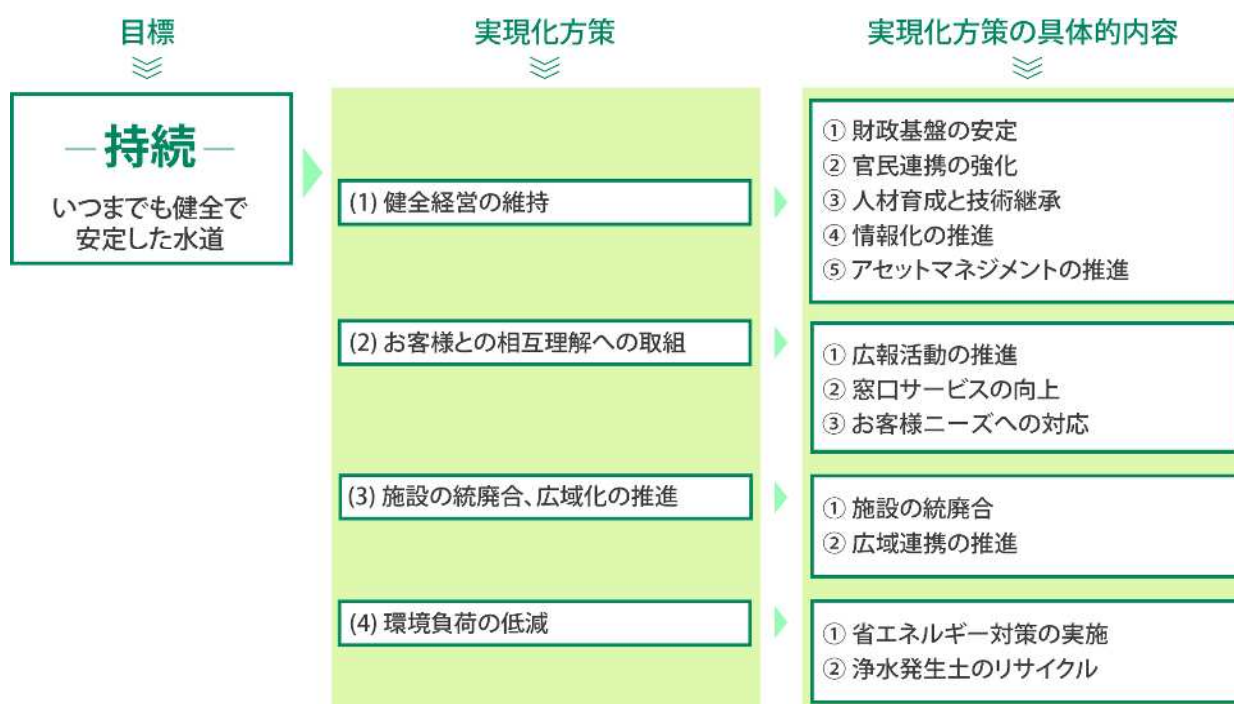 目標
実現化方策
実現化方策の具体的内容
持続
いつまでも健全で
安定した水道
(1) 健全経営の維持
① 財政基盤の安定
② 官民連携の強化
③ 人材育成と技術継承
④ 情報化の推進
⑤ アセットマネジメントの推進
(2) お客様との相互理解への取組
① 広報活動の推進
② 窓口サービスの向上
③ お客様ニーズへの対応
(3) 施設の統廃合、広域化の推進
① 施設の統廃合
② 広域連携の推進
(4) 環境負荷の低減
① 省エネルギー対策の実施
② 浄水発生土のリサイクル